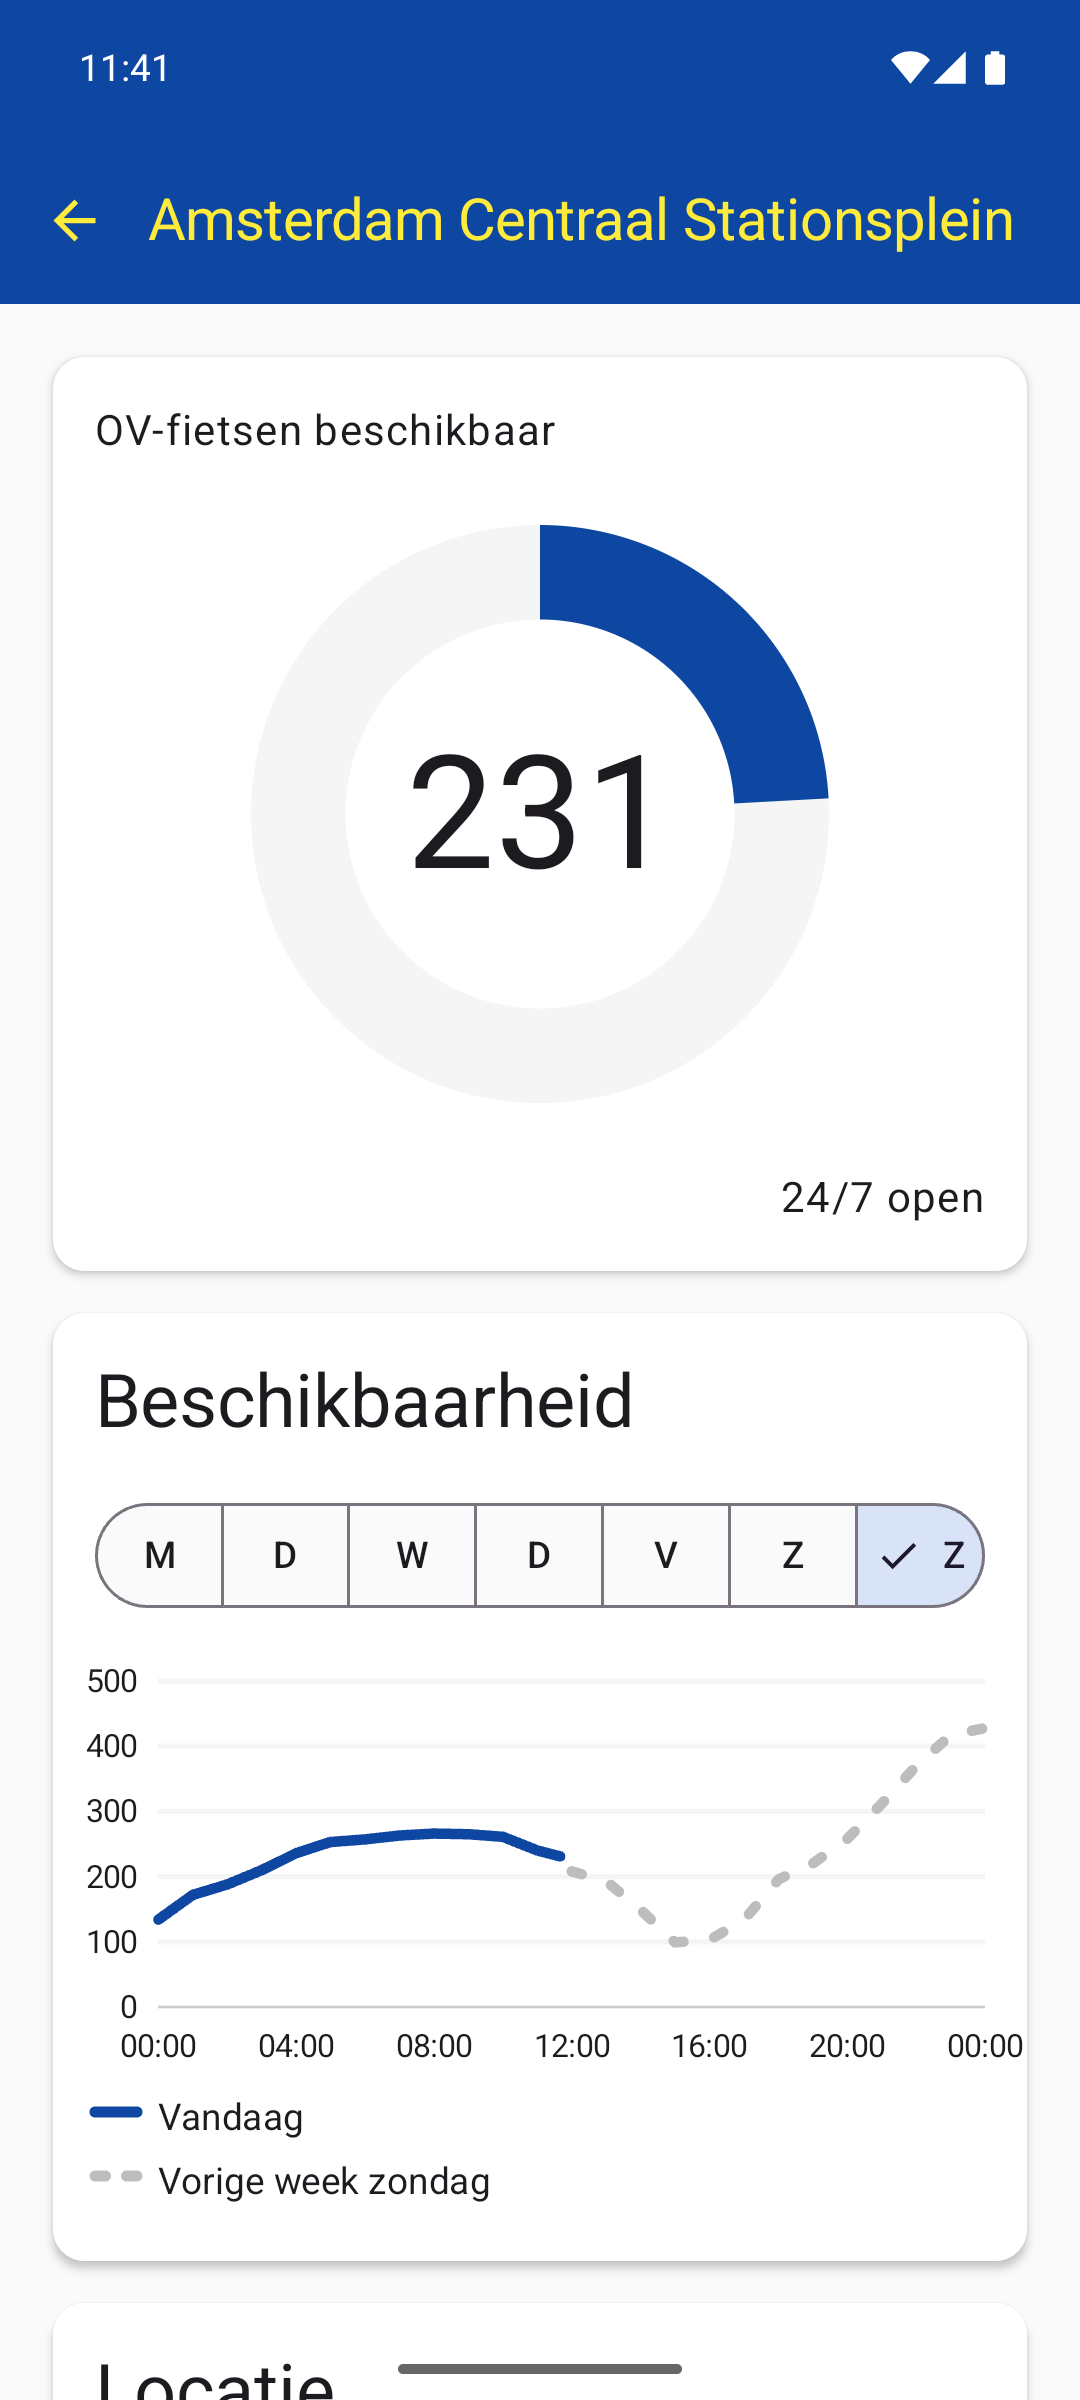 11:41
Amsterdam Centraal Stationsplein
OV-fietsen beschikbaar
231
24/7 open
Beschikbaarheid
M D W D V Z Z
500
400
300
200
100
0
00:00 04:00 08:00 12:00 16:00 20:00 00:00
Vandaag
Vorige week zondag
Locatie